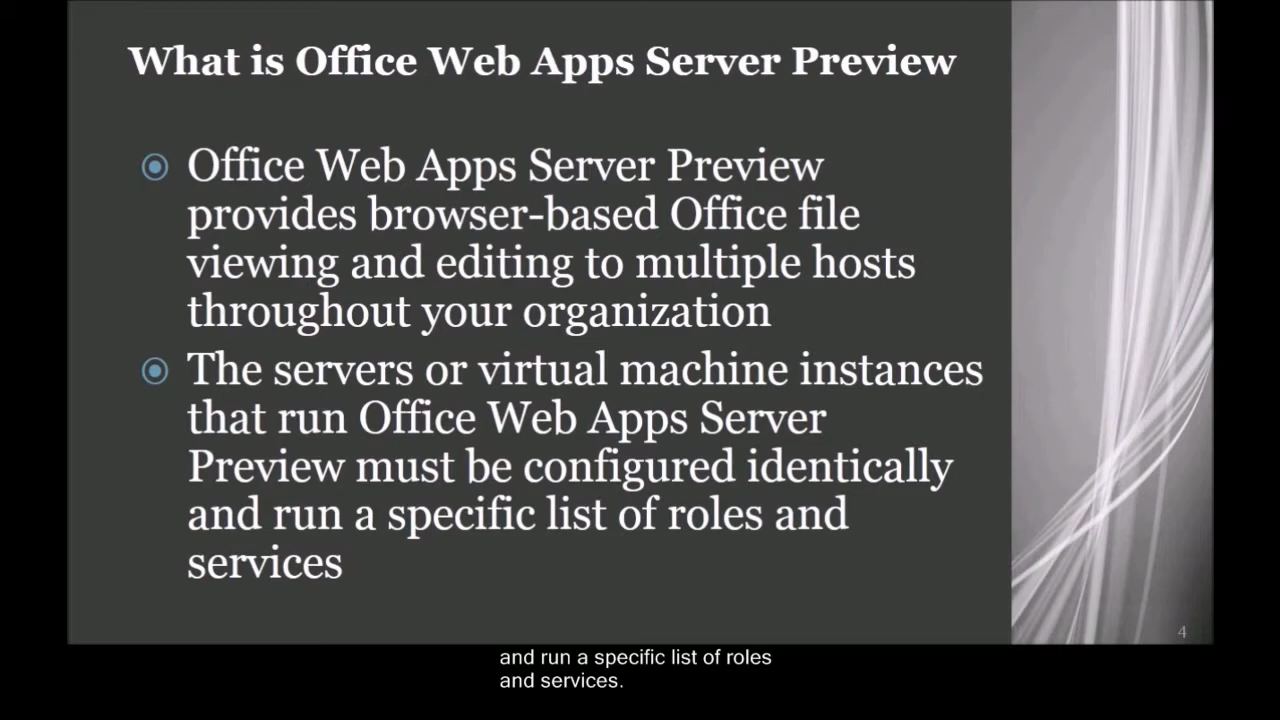 What is Office Web Apps Server Preview
Office Web Apps Server Preview
provides browser-based Office file
viewing and editing to multiple hosts
throughout your organization
The servers or virtual machine instances
that run Office Web Apps Server
Preview must be configured identically
and run a specific list of roles and
services
4
and run a specific list of roles
and services.